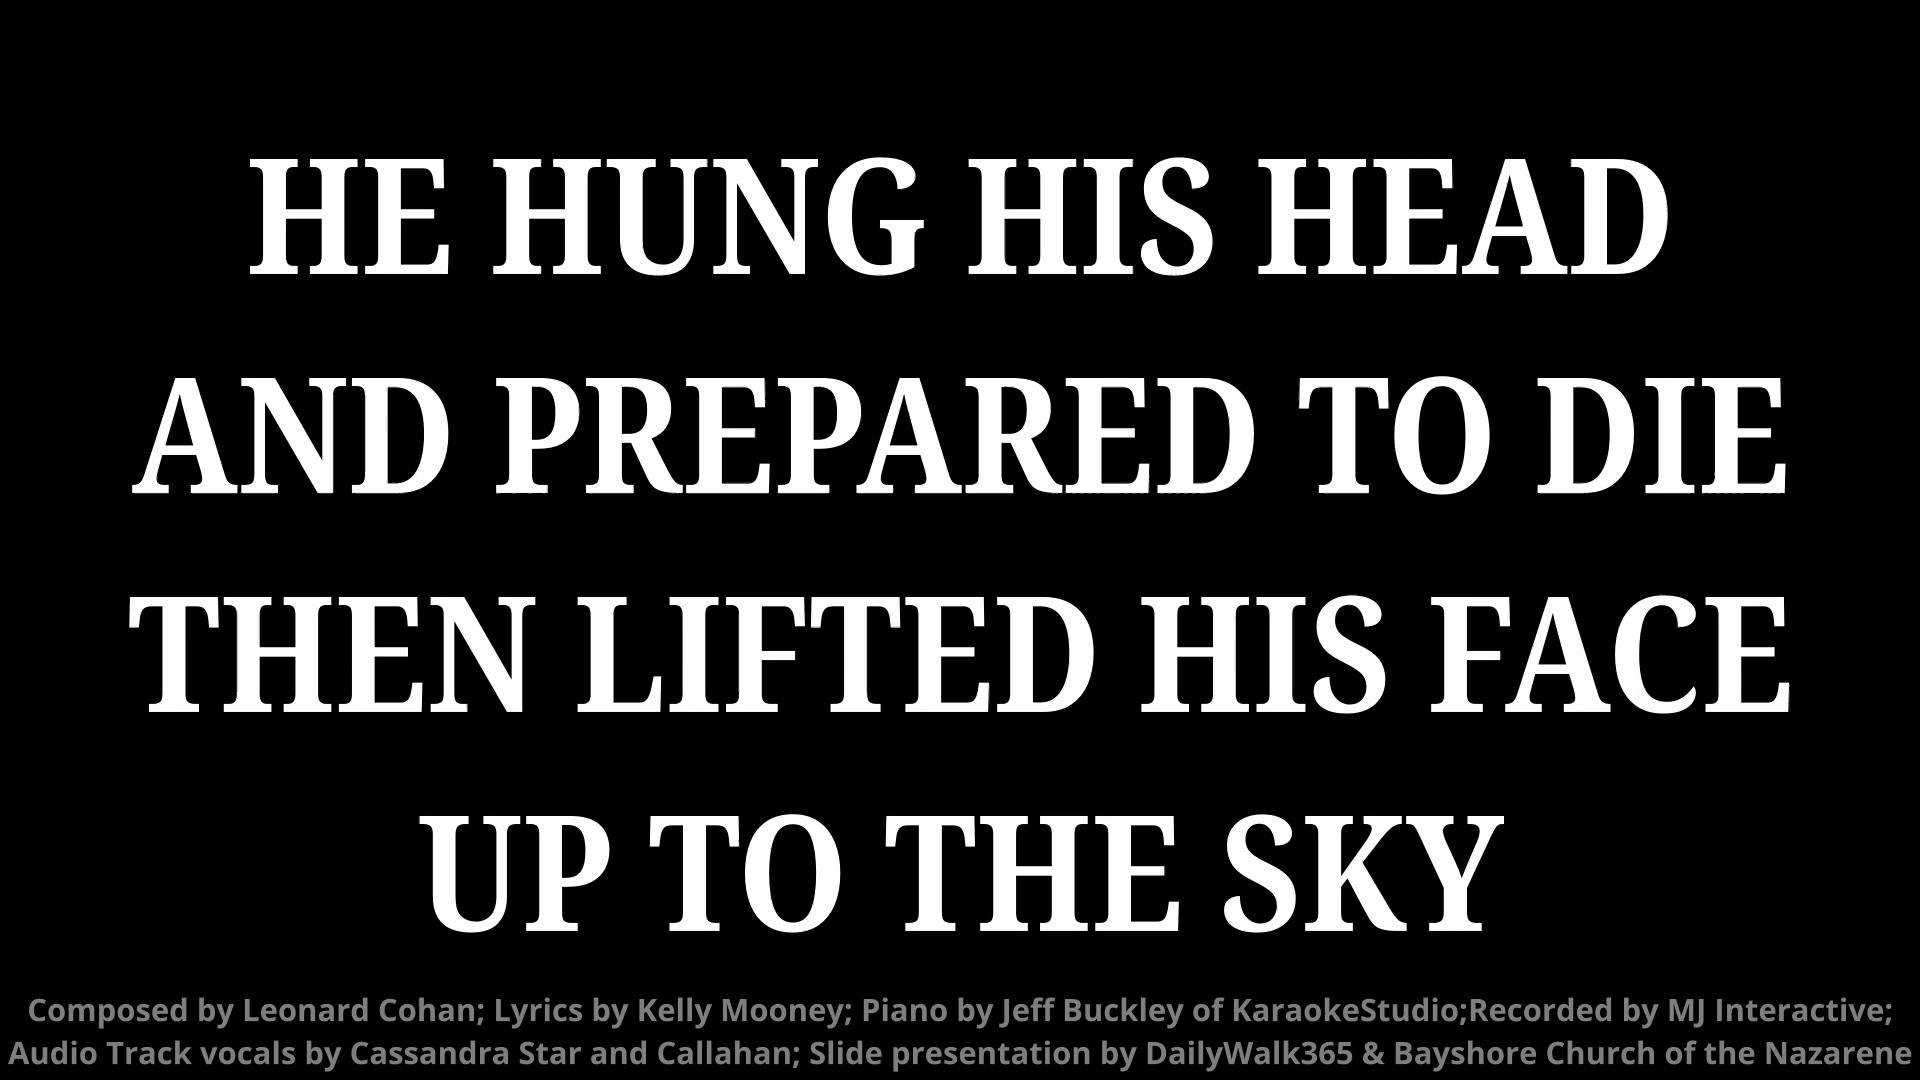 HE HUNG HIS HEAD
AND PREPARED TO DIE
THEN LIFTED HIS FACE
UP TO THE SKY
Composed by Leonard Cohan; Lyrics by Kelly Mooney; Piano by Jeff Buckley of KaraokeStudio;Recorded by MJ Interactive;
Audio Track vocals by Cassandra Star and Callahan; Slide presentation by DailyWalk365 & Bayshore Church of the Nazarene